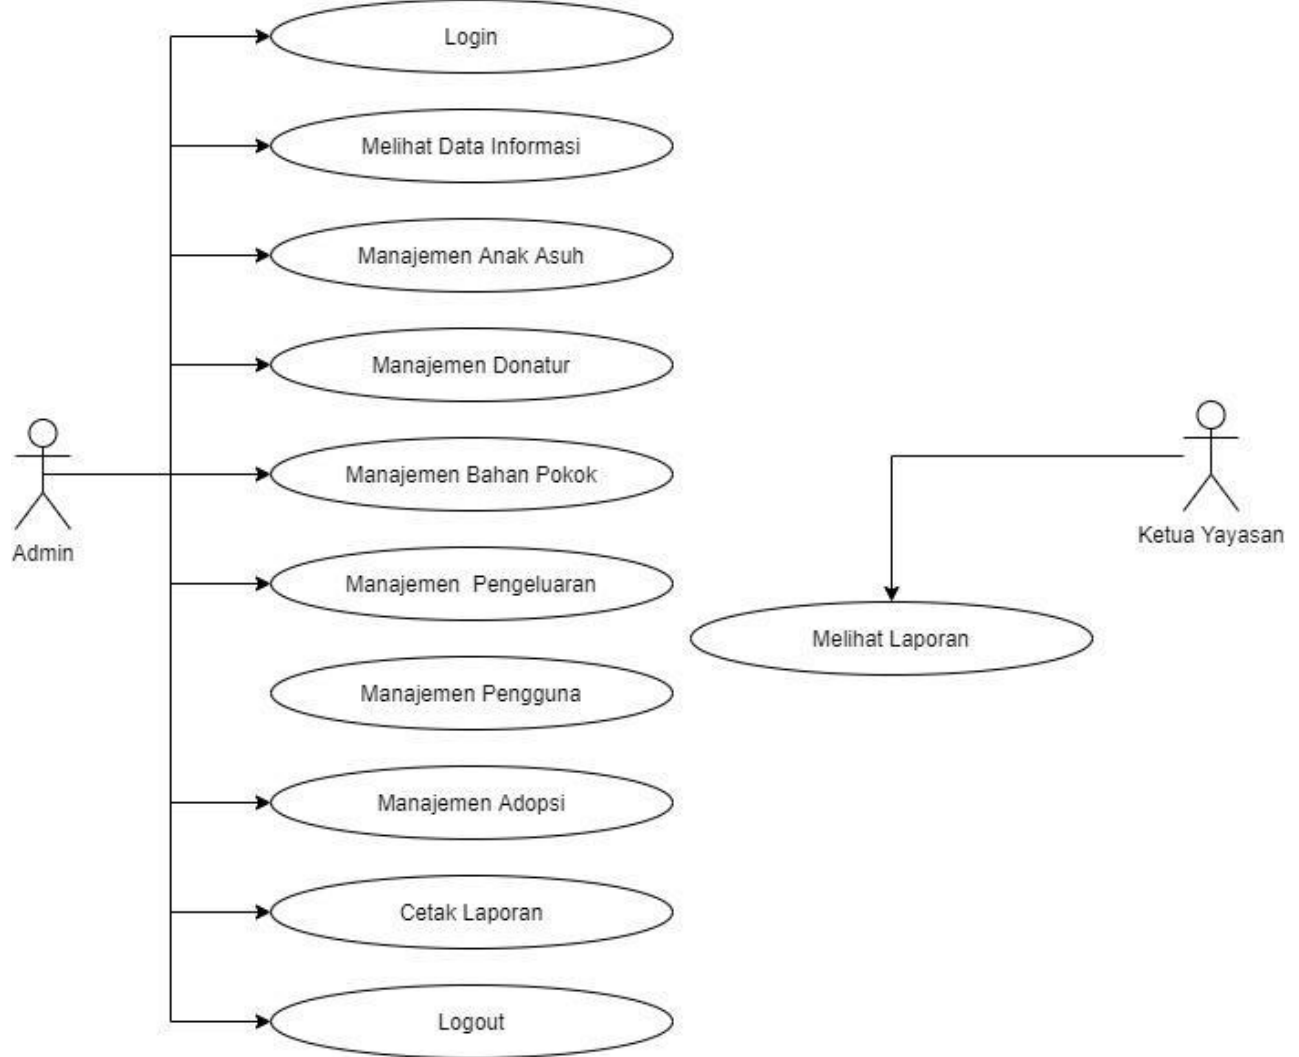 Login
Melihat Data Informasi
Manajemen Anak Asuh
Manajemen Donatur
Manajemen Bahan Pokok
Admin
Manajemen  Pengeluaran
Manajemen Pengguna
Manajemen Adopsi
Cetak Laporan
Logout
Ketua Yayasan
Melihat Laporan